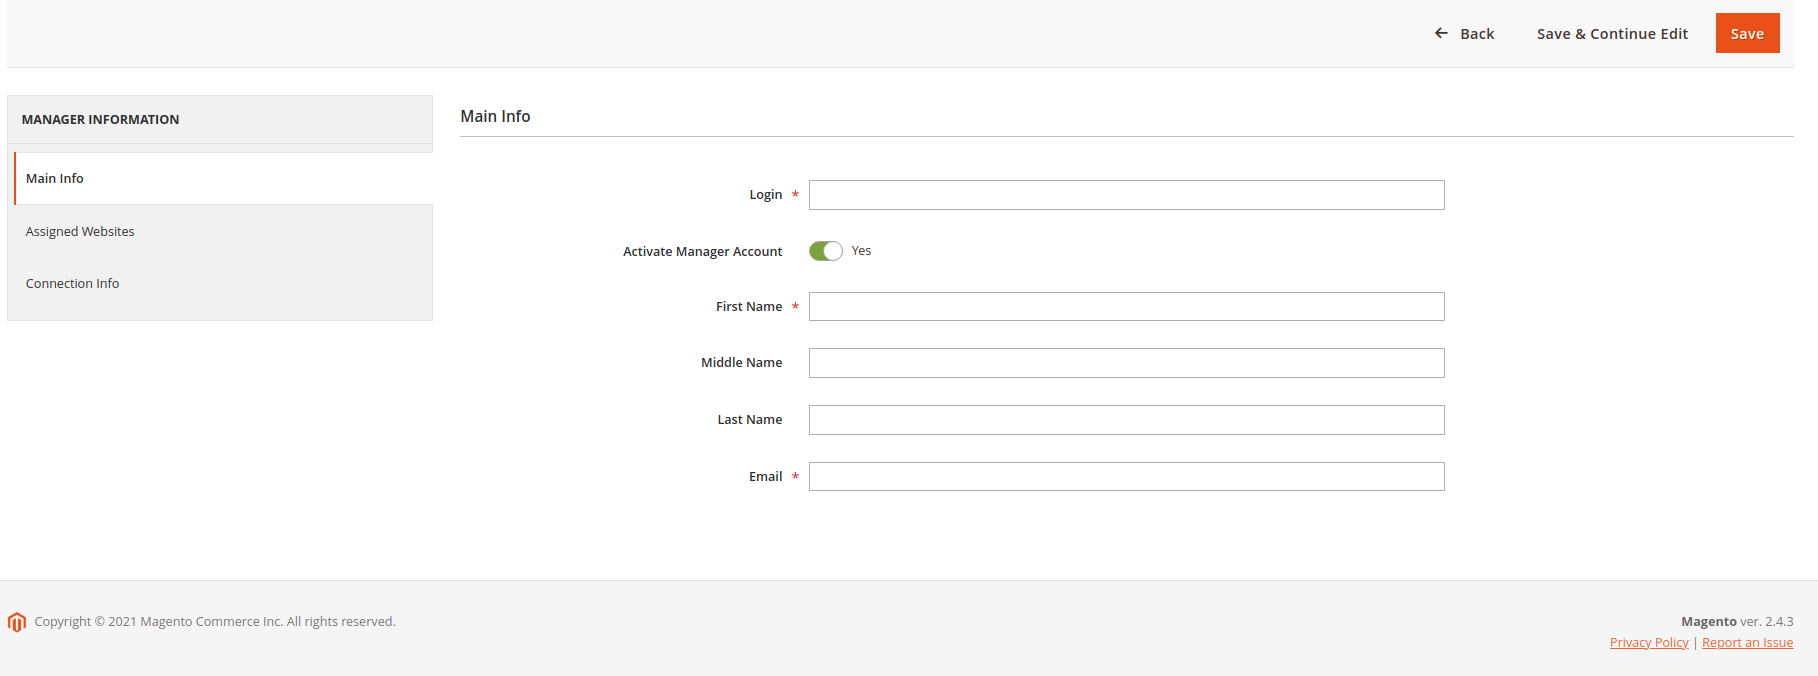 Back
Save & Continue Edit
Save
MANAGER INFORMATION
Main Info
Assigned Websites
Connection Info
Main Info
Login *
Activate Manager Account Yes
First Name *
Middle Name
Last Name
Email *
Copyright © 2021 Magento Commerce Inc. All rights reserved.
Magento ver. 2.4.3
Privacy Policy | Report an Issue